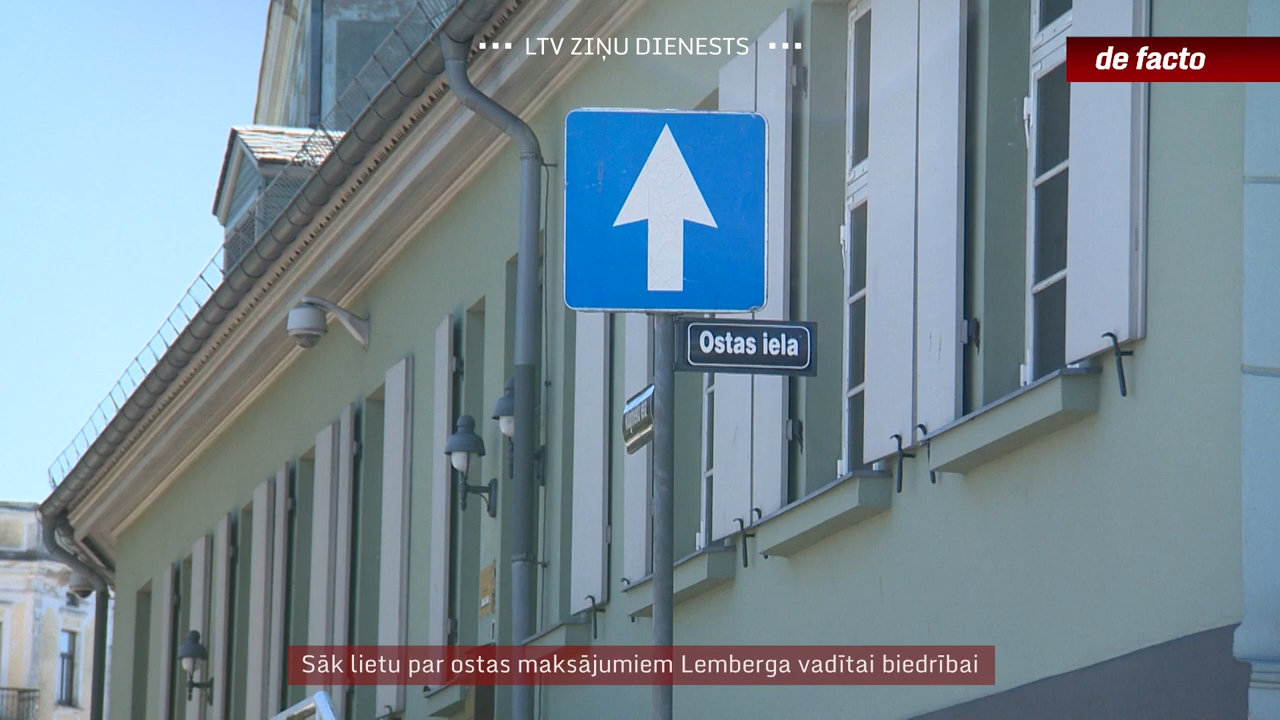 LTV ZIŅU DIENESTS
de facto
Ostas iela
Sāk lietu par ostas maksājumiem Lemberga vadītai biedrībai